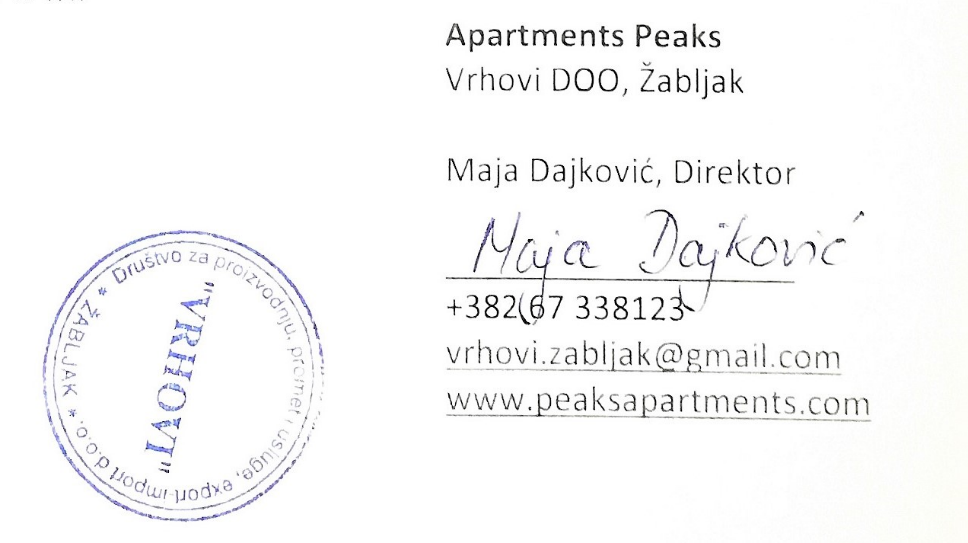 Apartments Peaks
Vrhovi DOO, Žabljak
Maja Dajković, Direktor
Maja Dajković
+382(67 338123
vrhovi.zabljak@gmail.com
www.peaksapartments.com
* Društvo za proizvodnju, promet i usluge, export-import d.o.o. * ŽABLJAK
"VRHOVI"